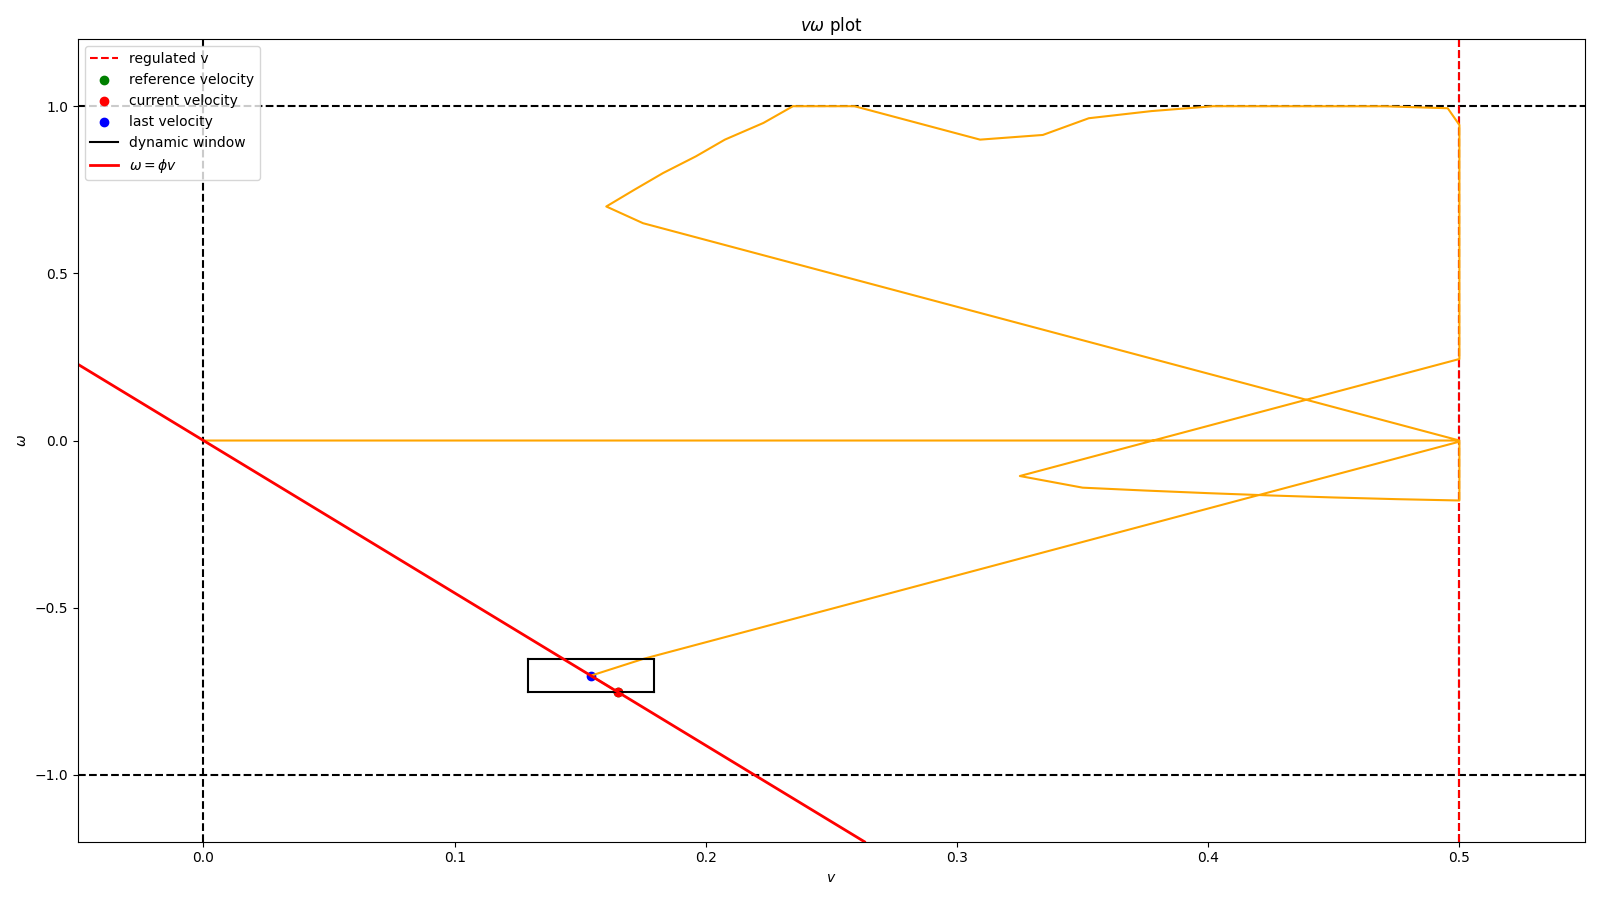 vω plot
regulated v
reference velocity
current velocity
last velocity
dynamic window
ω = ϕv
1.0
0.5
0.0
−0.5
−1.0
ω
0.0 0.1 0.2 0.3 0.4 0.5
v